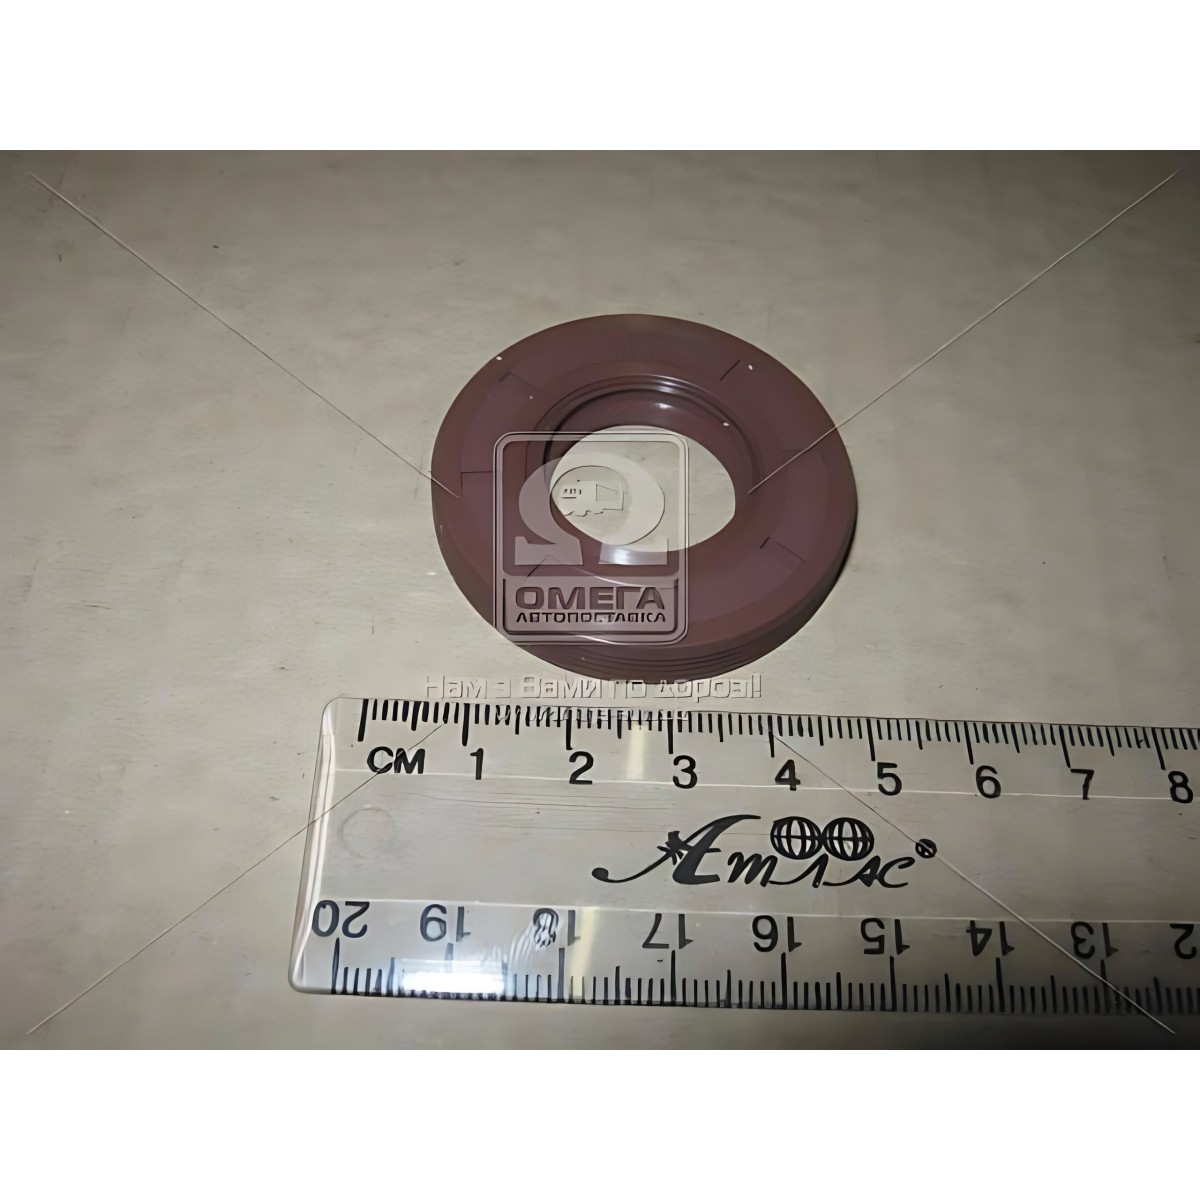 ОМЕГА
АВТОПОСТАВКА
Нам з Вами по дорозі!
СМ 1 2 3 4 5 6 7 8
Атлас®
20 19 18 17 16 15 14 13 2